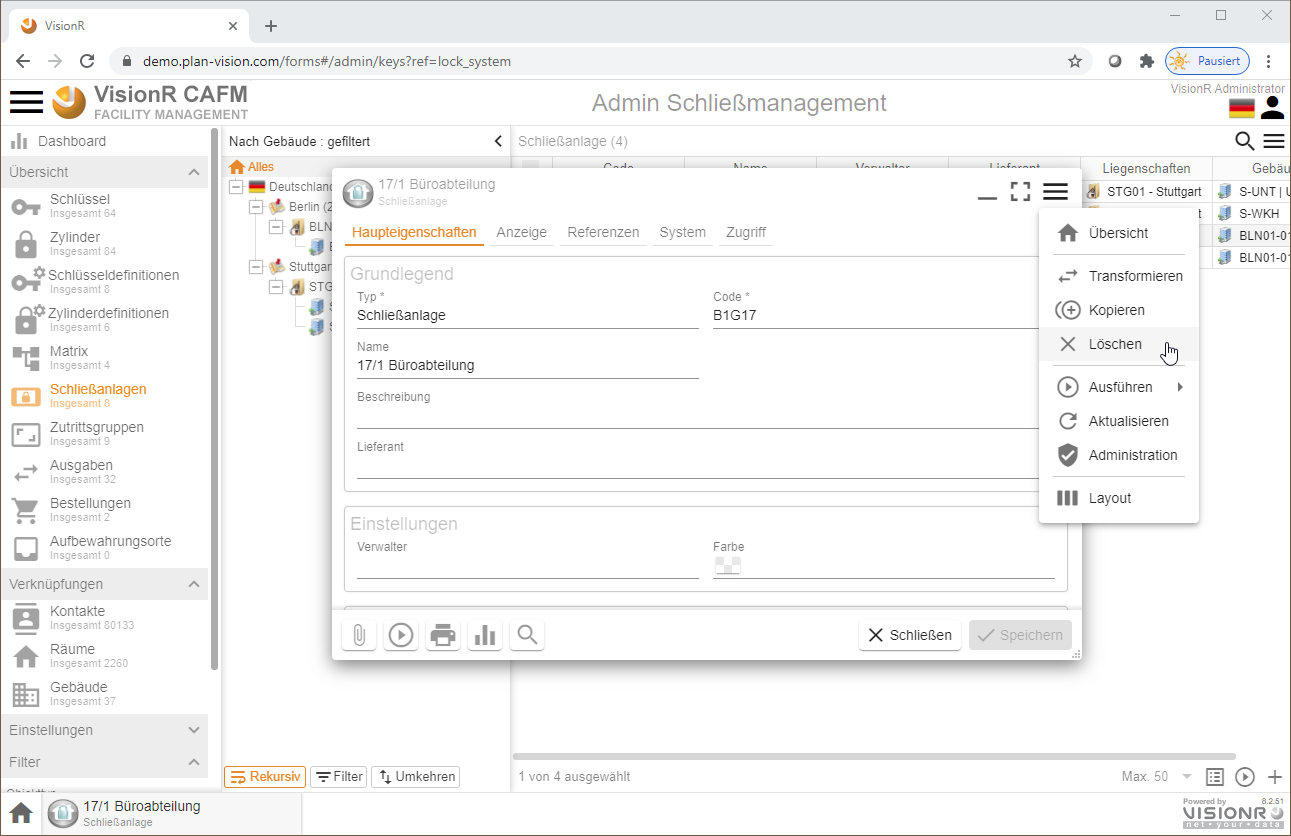 VisionR
demo.plan-vision.com/forms#/admin/keys?ref=lock_system
Pausiert
VisionR CAFM
FACILITY MANAGEMENT
Admin Schließmanagement
VisionR Administrator
Dashboard
Übersicht
Schlüssel
Insgesamt 64
Zylinder
Insgesamt 84
Schlüsseldefinitionen
Insgesamt 8
Zylinderdefinitionen
Insgesamt 6
Matrix
Insgesamt 4
Schließanlagen
Insgesamt 8
Zutrittsgruppen
Insgesamt 9
Ausgaben
Insgesamt 32
Bestellungen
Insgesamt 2
Aufbewahrungsorte
Insgesamt 0
Verknüpfungen
Kontakte
Insgesamt 80133
Räume
Insgesamt 2260
Gebäude
Insgesamt 37
Einstellungen
Filter
Nach Gebäude : gefiltert
Alles
Deutschland
Berlin (2
BLN
Stuttgar
STG
Rekursiv
Filter
Umkehren
Schließanlage (4)
Code Name Verwalter Lieferant Liegenschaften Gebäu
STG01 - Stuttgart S-UNT | U
S-WKH
BLN01-01
BLN01-01
17/1 Büroabteilung
Schließanlage
Haupteigenschaften Anzeige Referenzen System Zugriff
Grundlegend
Typ * Code *
Schließanlage B1G17
Name
17/1 Büroabteilung
Beschreibung
Lieferant
Einstellungen
Verwalter Farbe
Schließen Speichern
Übersicht
Transformieren
Kopieren
Löschen
Ausführen
Aktualisieren
Administration
Layout
1 von 4 ausgewählt Max. 50
17/1 Büroabteilung
Schließanlage
Powered by 8.2.51
VISIONR
net • your • data